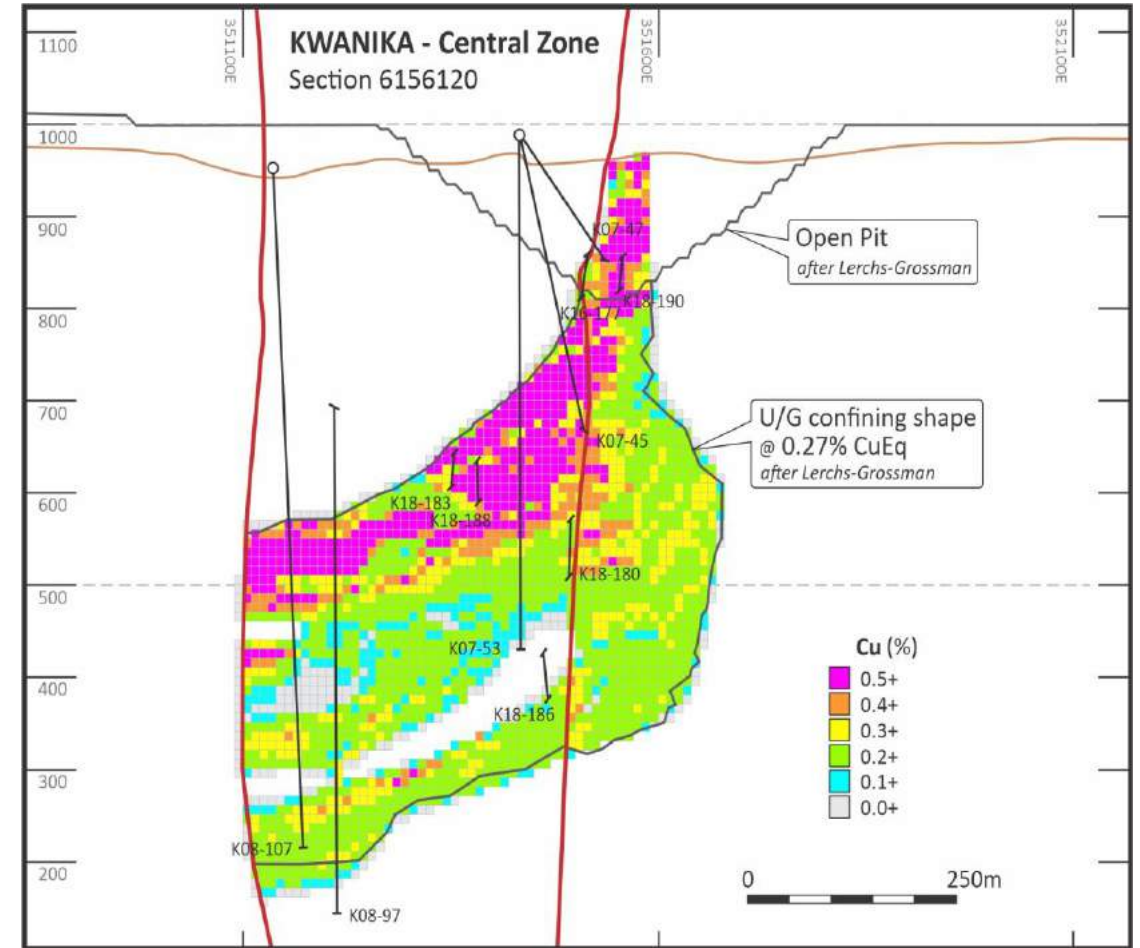 KWANIKA - Central Zone
Section 6156120
351100E
351600E
352100E
1100
1000
900
800
700
600
500
400
300
200
K07-47
K18-190
K16-177
Open Pit
after Lerchs-Grossman
U/G confining shape
@ 0.27% CuEq
after Lerchs-Grossman
K07-45
K18-183
K18-188
K18-180
K07-53
K18-186
K08-107
K08-97
Cu (%)
0.5+
0.4+
0.3+
0.2+
0.1+
0.0+
0
250m